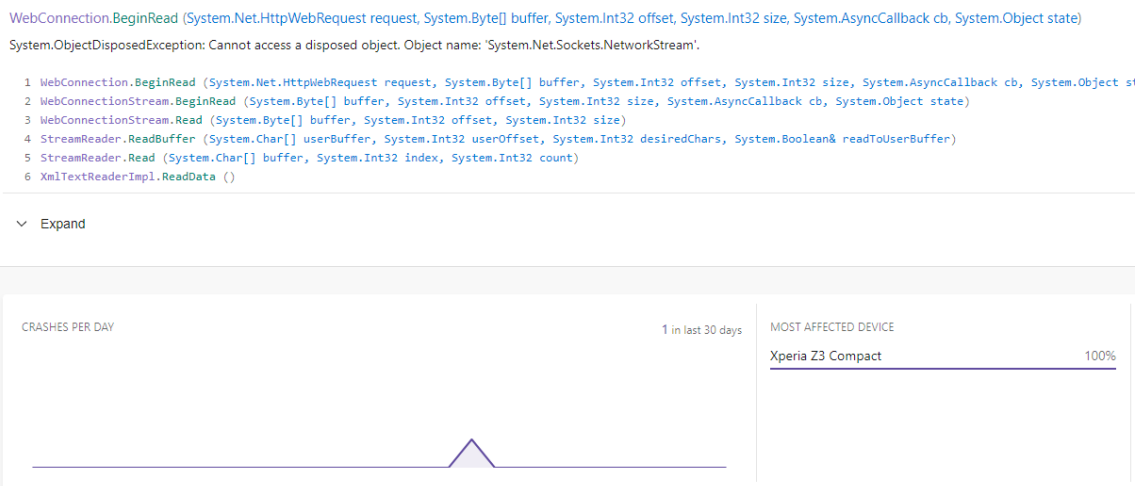 WebConnection.BeginRead (System.Net.HttpWebRequest request, System.Byte[] buffer, System.Int32 offset, System.Int32 size, System.AsyncCallback cb, System.Object state)
System.ObjectDisposedException: Cannot access a disposed object. Object name: 'System.Net.Sockets.NetworkStream'.
1 WebConnection.BeginRead (System.Net.HttpWebRequest request, System.Byte[] buffer, System.Int32 offset, System.Int32 size, System.AsyncCallback cb, System.Object
2 WebConnectionStream.BeginRead (System.Byte[] buffer, System.Int32 offset, System.Int32 size, System.AsyncCallback cb, System.Object state)
3 WebConnectionStream.Read (System.Byte[] buffer, System.Int32 offset, System.Int32 size)
4 StreamReader.ReadBuffer (System.Char[] userBuffer, System.Int32 userOffset, System.Int32 desiredChars, System.Boolean& readToUserBuffer)
5 StreamReader.Read (System.Char[] buffer, System.Int32 index, System.Int32 count)
6 XmlTextReaderImpl.ReadData ()
Expand
CRASHES PER DAY
1 in last 30 days
MOST AFFECTED DEVICE
Xperia Z3 Compact 100%